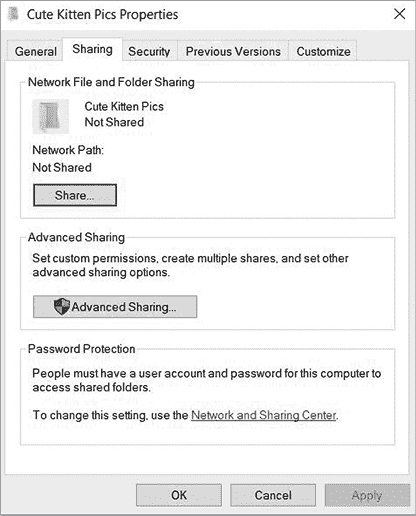 Cute Kitten Pics Properties
General Sharing Security Previous Versions Customize
Network File and Folder Sharing
Cute Kitten Pics
Not Shared
Network Path:
Not Shared
Share...
Advanced Sharing
Set custom permissions, create multiple shares, and set other
advanced sharing options.
Advanced Sharing...
Password Protection
People must have a user account and password for this computer to
access shared folders.
To change this setting, use the Network and Sharing Center.
OK Cancel Apply